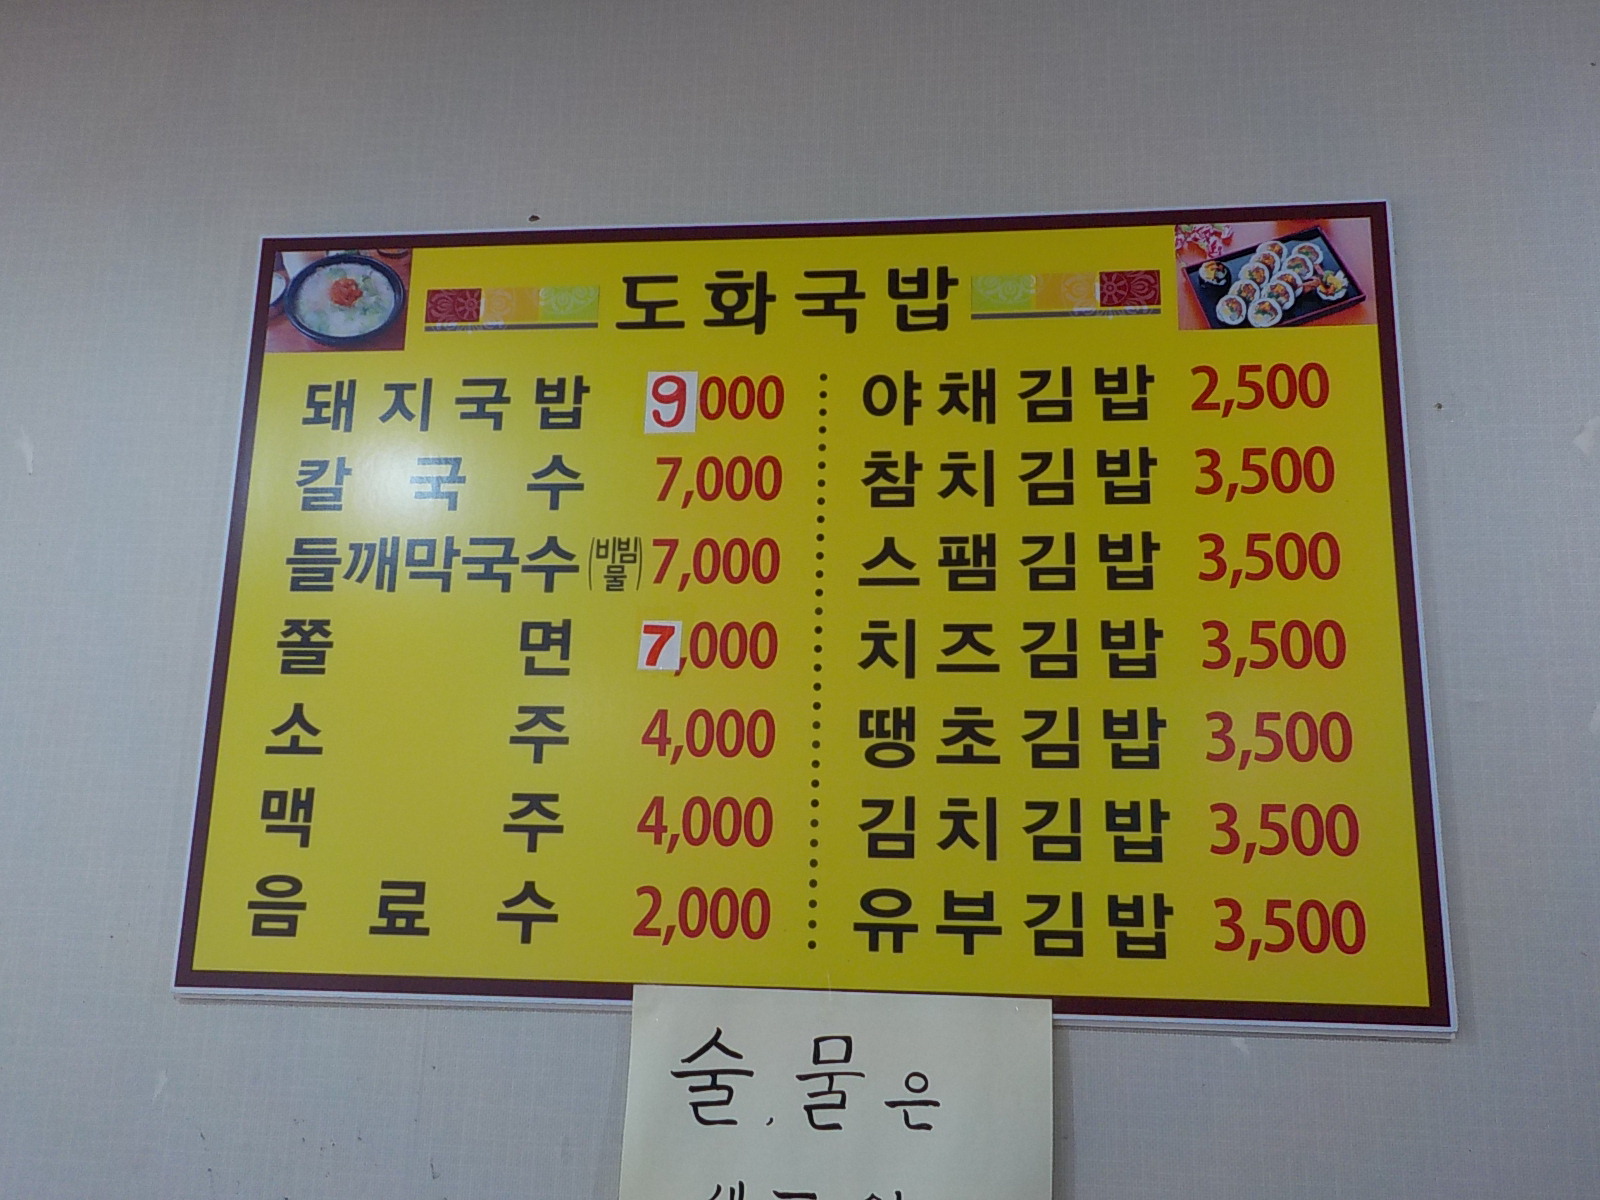 도화국밥
돼지국밥 9000
칼국수 7,000
들깨막국수(비빔 물) 7,000
쫄면 7,000
소주 4,000
맥주 4,000
음료수 2,000
야채김밥 2,500
참치김밥 3,500
스팸김밥 3,500
치즈김밥 3,500
땡초김밥 3,500
김치김밥 3,500
유부김밥 3,500
술, 물은